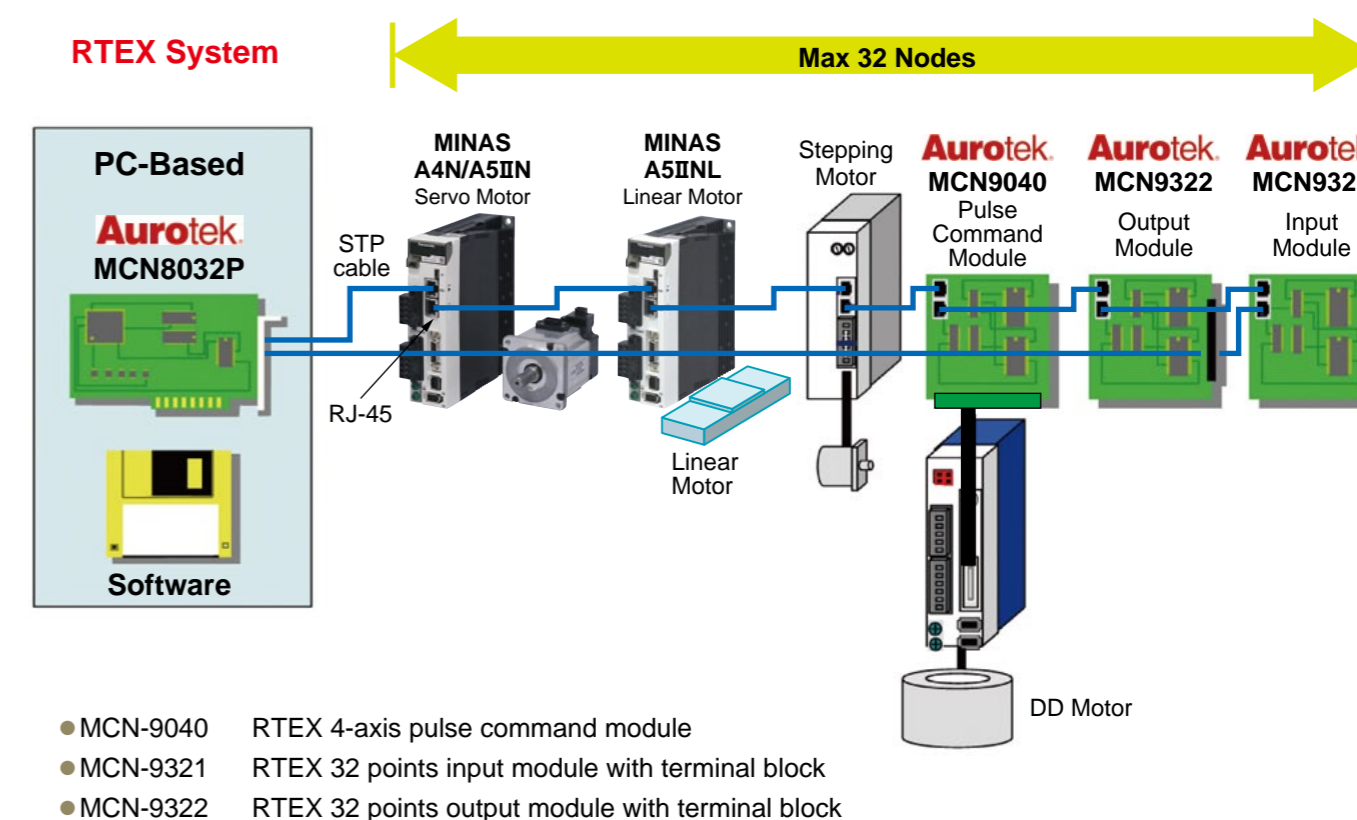 RTEX System
Max 32 Nodes
PC-Based
Aurotek.
MCN8032P
Software
STP
cable
RJ-45
MINAS
A4N/A5IIN
Servo Motor
MINAS
A5IINL
Linear Motor
Linear
Motor
Stepping
Motor
Aurotek.
MCN9040
Pulse
Command
Module
DD Motor
Aurotek.
MCN9322
Output
Module
Aurote
MCN932
Input
Module
●MCN-9040 RTEX 4-axis pulse command module
●MCN-9321 RTEX 32 points input module with terminal block
●MCN-9322 RTEX 32 points output module with terminal block